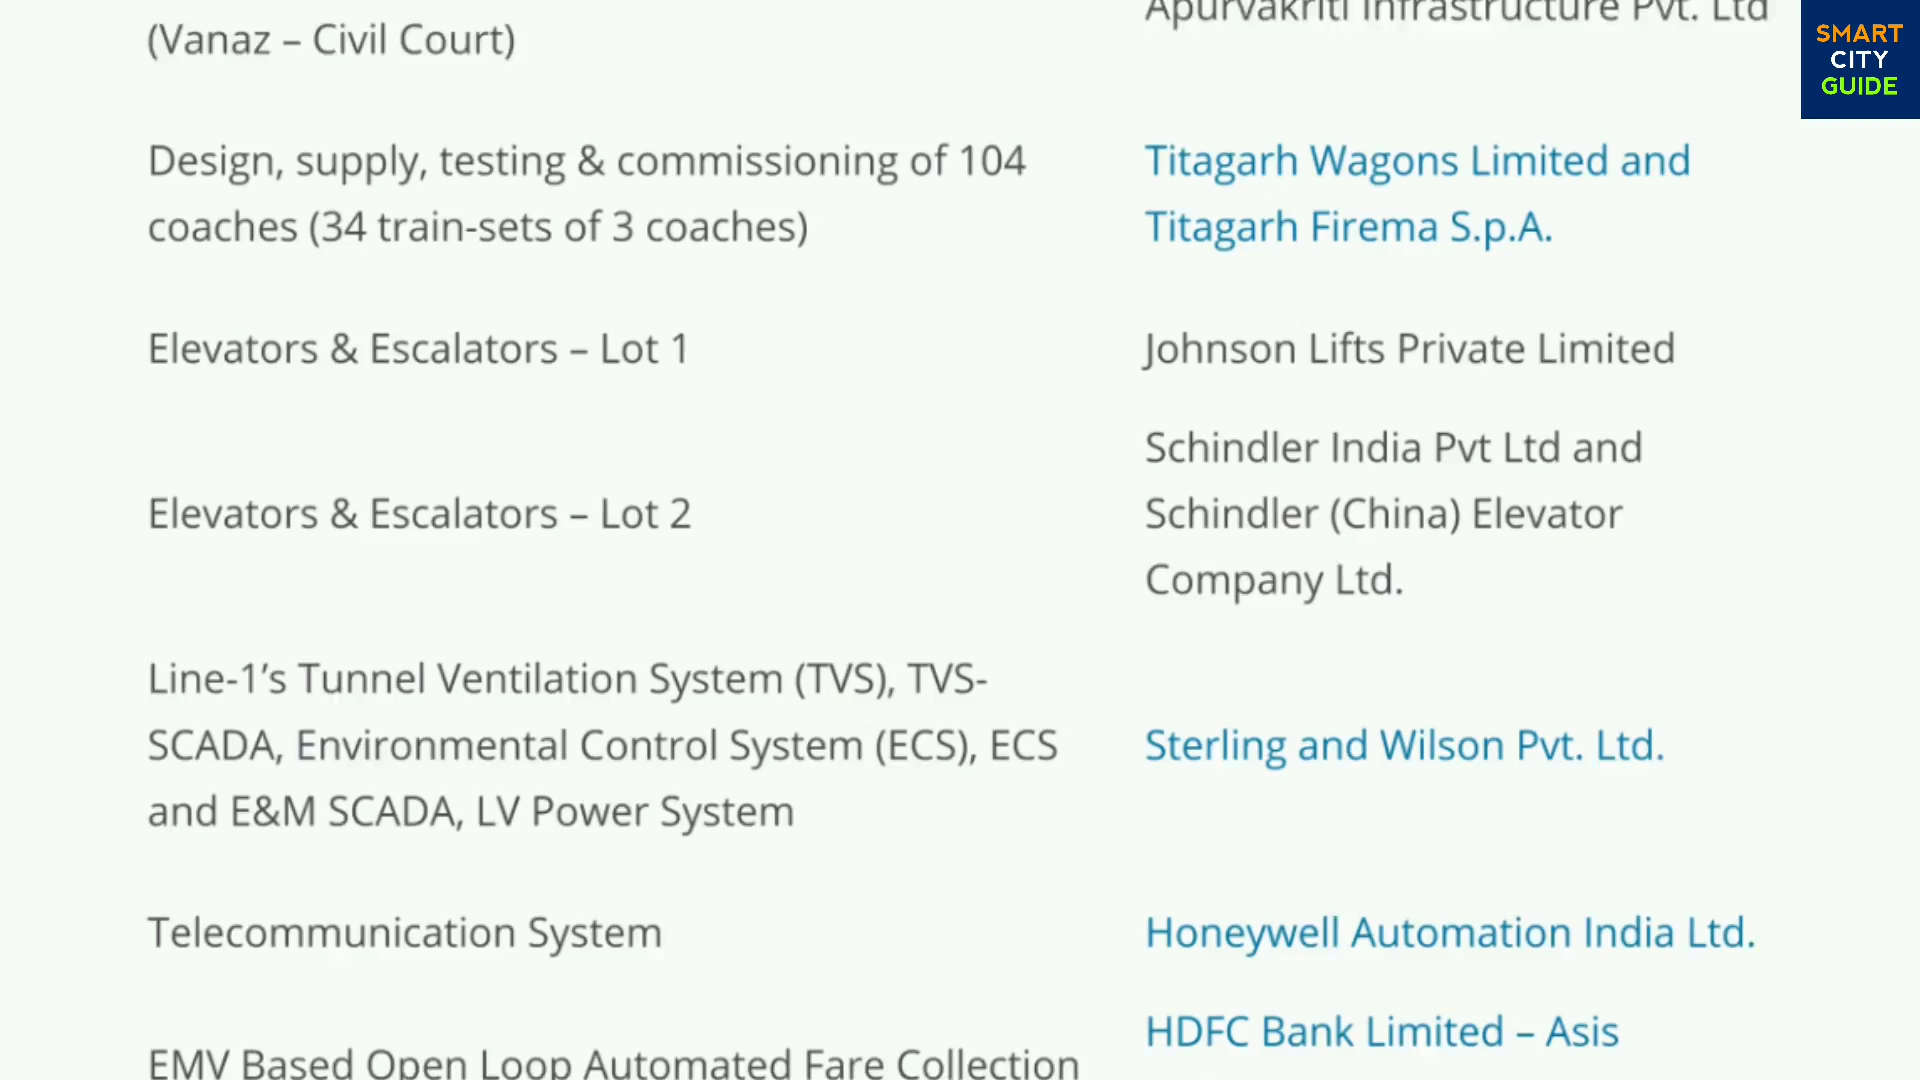 Apurvakriti Infrastructure Pvt. Ltd
(Vanaz – Civil Court)
SMART
CITY
GUIDE
Design, supply, testing & commissioning of 104
coaches (34 train-sets of 3 coaches)
Titagarh Wagons Limited and
Titagarh Firema S.p.A.
Elevators & Escalators – Lot 1
Johnson Lifts Private Limited
Elevators & Escalators – Lot 2
Schindler India Pvt Ltd and
Schindler (China) Elevator
Company Ltd.
Line-1’s Tunnel Ventilation System (TVS), TVS-
SCADA, Environmental Control System (ECS), ECS
and E&M SCADA, LV Power System
Sterling and Wilson Pvt. Ltd.
Telecommunication System
Honeywell Automation India Ltd.
EMV Based Open Loop Automated Fare Collection
HDFC Bank Limited – Asis